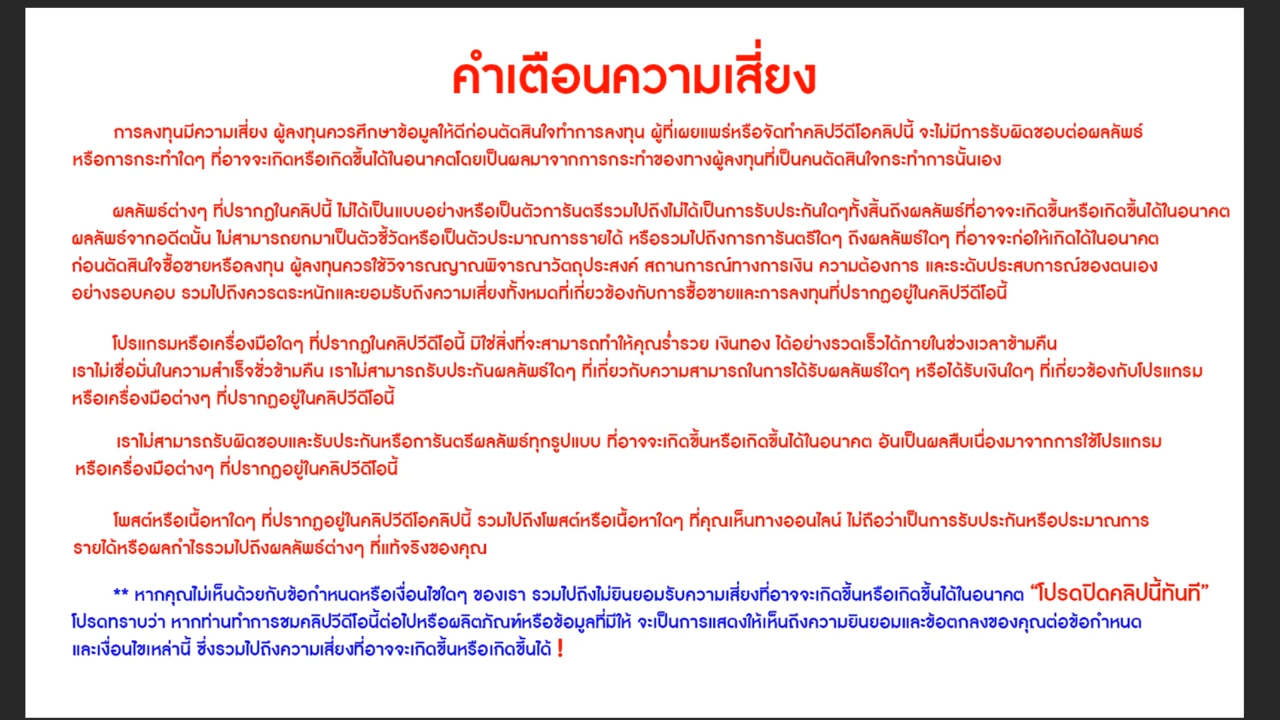 คำเตือนความเสี่ยง
การลงทุนมีความเสี่ยง ผู้ลงทุนควรศึกษาข้อมูลให้ดีก่อนตัดสินใจทำการลงทุน ผู้ที่เผยแพร่หรือจัดทำคลิปวีดีโอคลิปนี้ จะไม่มีการรับผิดชอบต่อผลลัพธ์
หรือการกระทำใดๆ ที่อาจจะเกิดหรือเกิดขึ้นได้ในอนาคตโดยเป็นผลมาจากการกระทำของทางผู้ลงทุนที่เป็นคนตัดสินใจกระทำการนั้นเอง
ผลลัพธ์ต่างๆ ที่ปรากฏในคลิปนี้ ไม่ได้เป็นแบบอย่างหรือเป็นตัวการันตรีรวมไปถึงไม่ได้เป็นการรับประกันใดๆทั้งสิ้นถึงผลลัพธ์ที่อาจจะเกิดขึ้นหรือเกิดขึ้นได้ในอนาคต
ผลลัพธ์จากอดีตนั้น ไม่สามารถยกมาเป็นตัวชี้วัดหรือเป็นตัวประมาณการรายได้ หรือรวมไปถึงการการันตรีใดๆ ถึงผลลัพธ์ใดๆ ที่อาจจะก่อให้เกิดได้ในอนาคต
ก่อนตัดสินใจซื้อขายหรือลงทุน ผู้ลงทุนควรใช้วิจารณญาณพิจารณาวัตถุประสงค์ สถานการณ์ทางการเงิน ความต้องการ และระดับประสบการณ์ของตนเอง
อย่างรอบคอบ รวมไปถึงควรตระหนักและยอมรับถึงความเสี่ยงทั้งหมดที่เกี่ยวข้องกับการซื้อขายและการลงทุนที่ปรากฏอยู่ในคลิปวีดีโอนี้
โปรแกรมหรือเครื่องมือใดๆ ที่ปรากฏในคลิปวีดีโอนี้ มิใช่สิ่งที่จะสามารถทำให้คุณร่ำรวย เงินทอง ได้อย่างรวดเร็วได้ภายในช่วงเวลาข้ามคืน
เราไม่เชื่อมั่นในความสำเร็จชั่วข้ามคืน เราไม่สามารถรับประกันผลลัพธ์ใดๆ ที่เกี่ยวกับความสามารถในการได้รับผลลัพธ์ใดๆ หรือได้รับเงินใดๆ ที่เกี่ยวข้องกับโปรแกรม
หรือเครื่องมือต่างๆ ที่ปรากฏอยู่ในคลิปวีดีโอนี้
เราไม่สามารถรับผิดชอบและรับประกันหรือการันตรีผลลัพธ์ทุกรูปแบบ ที่อาจจะเกิดขึ้นหรือเกิดขึ้นได้ในอนาคต อันเป็นผลสืบเนื่องมาจากการใช้โปรแกรม
หรือเครื่องมือต่างๆ ที่ปรากฏอยู่ในคลิปวีดีโอนี้
โพสต์หรือเนื้อหาใดๆ ที่ปรากฏอยู่ในคลิปวีดีโอคลิปนี้ รวมไปถึงโพสต์หรือเนื้อหาใดๆ ที่คุณเห็นทางออนไลน์ ไม่ถือว่าเป็นการรับประกันหรือประมาณการ
รายได้หรือผลกำไรรวมไปถึงผลลัพธ์ต่างๆ ที่แท้จริงของคุณ
** หากคุณไม่เห็นด้วยกับข้อกำหนดหรือเงื่อนไขใดๆ ของเรา รวมไปถึงไม่ยินยอมรับความเสี่ยงที่อาจจะเกิดขึ้นหรือเกิดขึ้นได้ในอนาคต “โปรดปิดคลิปนี้ทันที”
โปรดทราบว่า หากท่านทำการชมคลิปวีดีโอนี้ต่อไปหรือผลิตภัณฑ์หรือข้อมูลที่มีให้ จะเป็นการแสดงให้เห็นถึงความยินยอมและข้อตกลงของคุณต่อข้อกำหนด
และเงื่อนไขเหล่านี้ ซึ่งรวมไปถึงความเสี่ยงที่อาจจะเกิดขึ้นหรือเกิดขึ้นได้ !